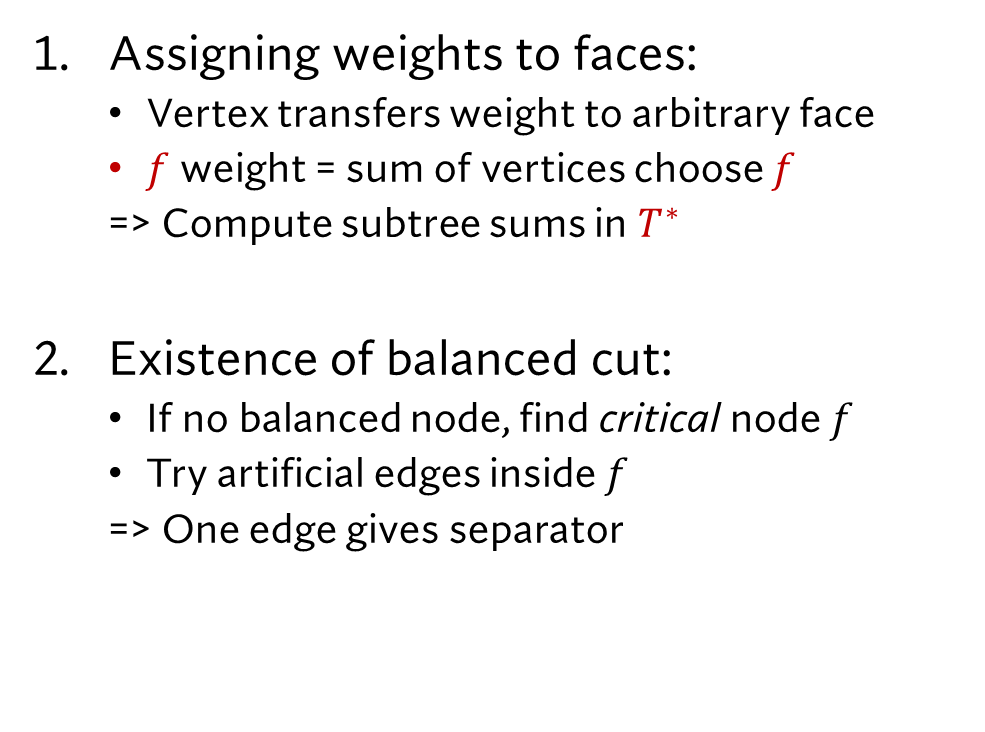 1. Assigning weights to faces:
• Vertex transfers weight to arbitrary face
• f weight = sum of vertices choose f
=> Compute subtree sums in T*
2. Existence of balanced cut:
• If no balanced node, find critical node f
• Try artificial edges inside f
=> One edge gives separator